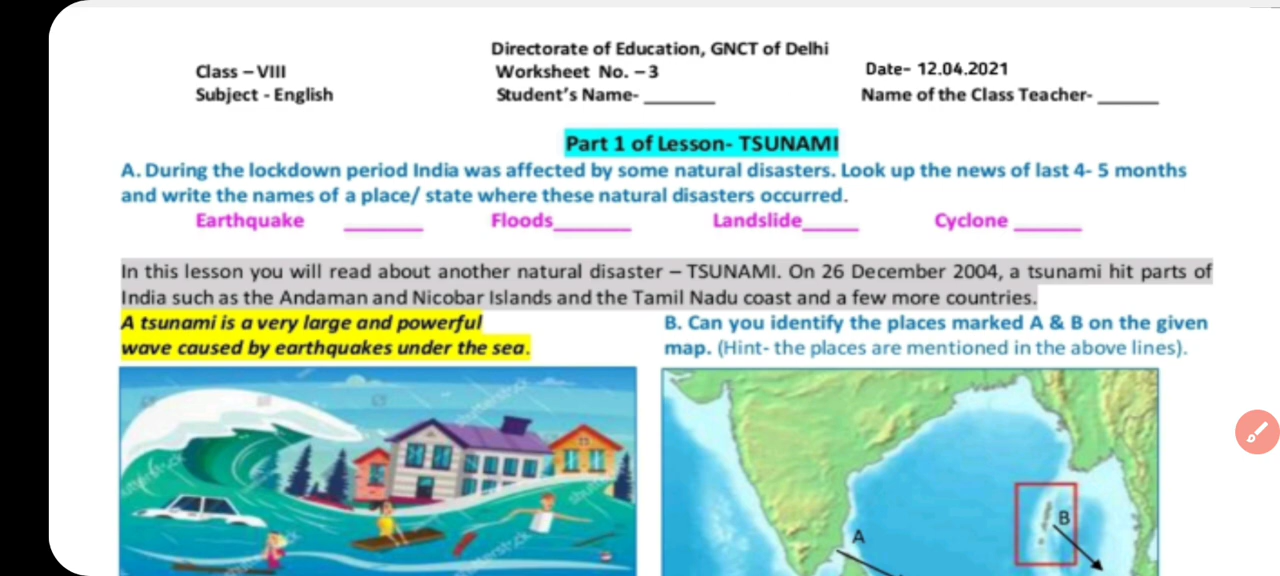 Directorate of Education, GNCT of Delhi
Class – VIII Worksheet No. – 3 Date- 12.04.2021
Subject - English Student's Name- ________ Name of the Class Teacher- ______
Part 1 of Lesson- TSUNAMI
A. During the lockdown period India was affected by some natural disasters. Look up the news of last 4- 5 months
and write the names of a place/ state where these natural disasters occurred.
Earthquake ________ Floods________ Landslide______ Cyclone _______
In this lesson you will read about another natural disaster – TSUNAMI. On 26 December 2004, a tsunami hit parts of
India such as the Andaman and Nicobar Islands and the Tamil Nadu coast and a few more countries.
A tsunami is a very large and powerful
wave caused by earthquakes under the sea.
B. Can you identify the places marked A & B on the given
map. (Hint- the places are mentioned in the above lines).
A
B